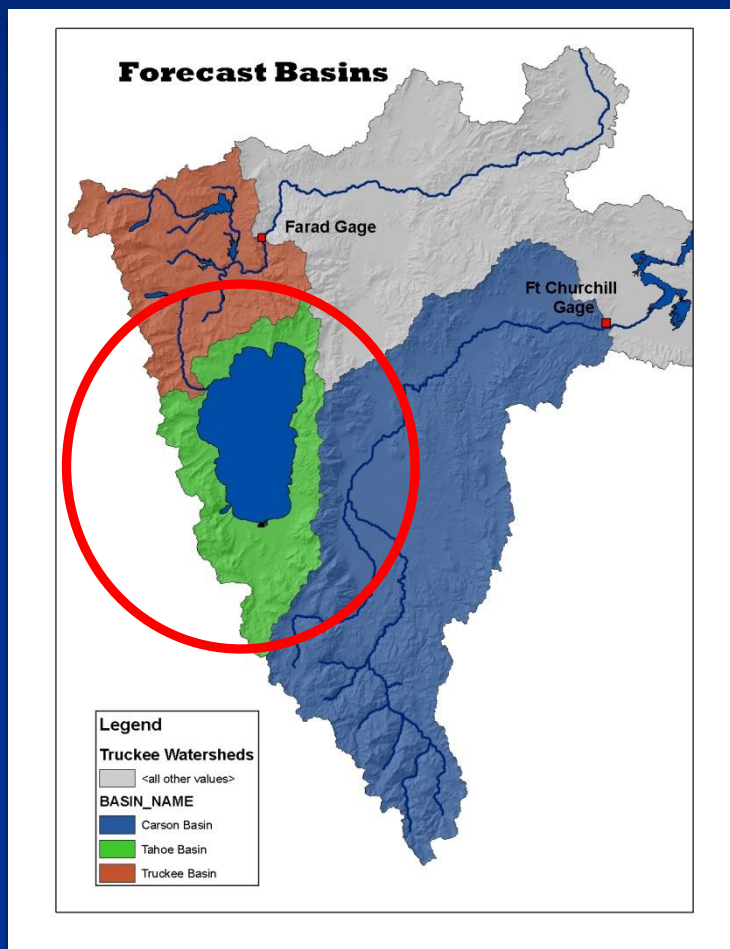 Forecast Basins
Farad Gage
Ft Churchill
Gage
Legend
Truckee Watersheds
<all other values>
BASIN_NAME
Carson Basin
Tahoe Basin
Truckee Basin